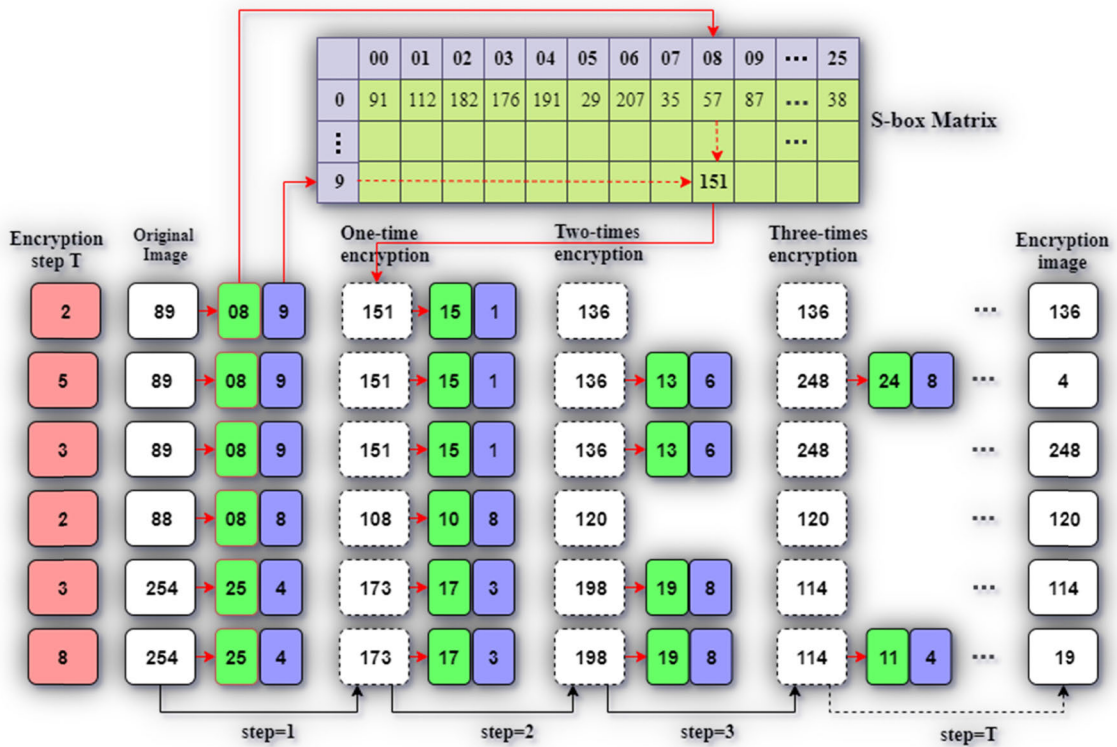 00 01 02 03 04 05 06 07 08 09 ... 25
0 91 112 182 176 191 29 207 35 57 87 ... 38
S-box Matrix
⋮ ...
9 151
Encryption step T
Original Image
One-time encryption
Two-times encryption
Three-times encryption
Encryption image
2 89 08 9 151 15 1 136 136 ... 136
5 89 08 9 151 15 1 136 13 6 248 24 8 ... 4
3 89 08 9 151 15 1 136 13 6 248 ... 248
2 88 08 8 108 10 8 120 120 ... 120
3 254 25 4 173 17 3 198 19 8 114 ... 114
8 254 25 4 173 17 3 198 19 8 114 11 4 ... 19
step=1 step=2 step=3 step=T